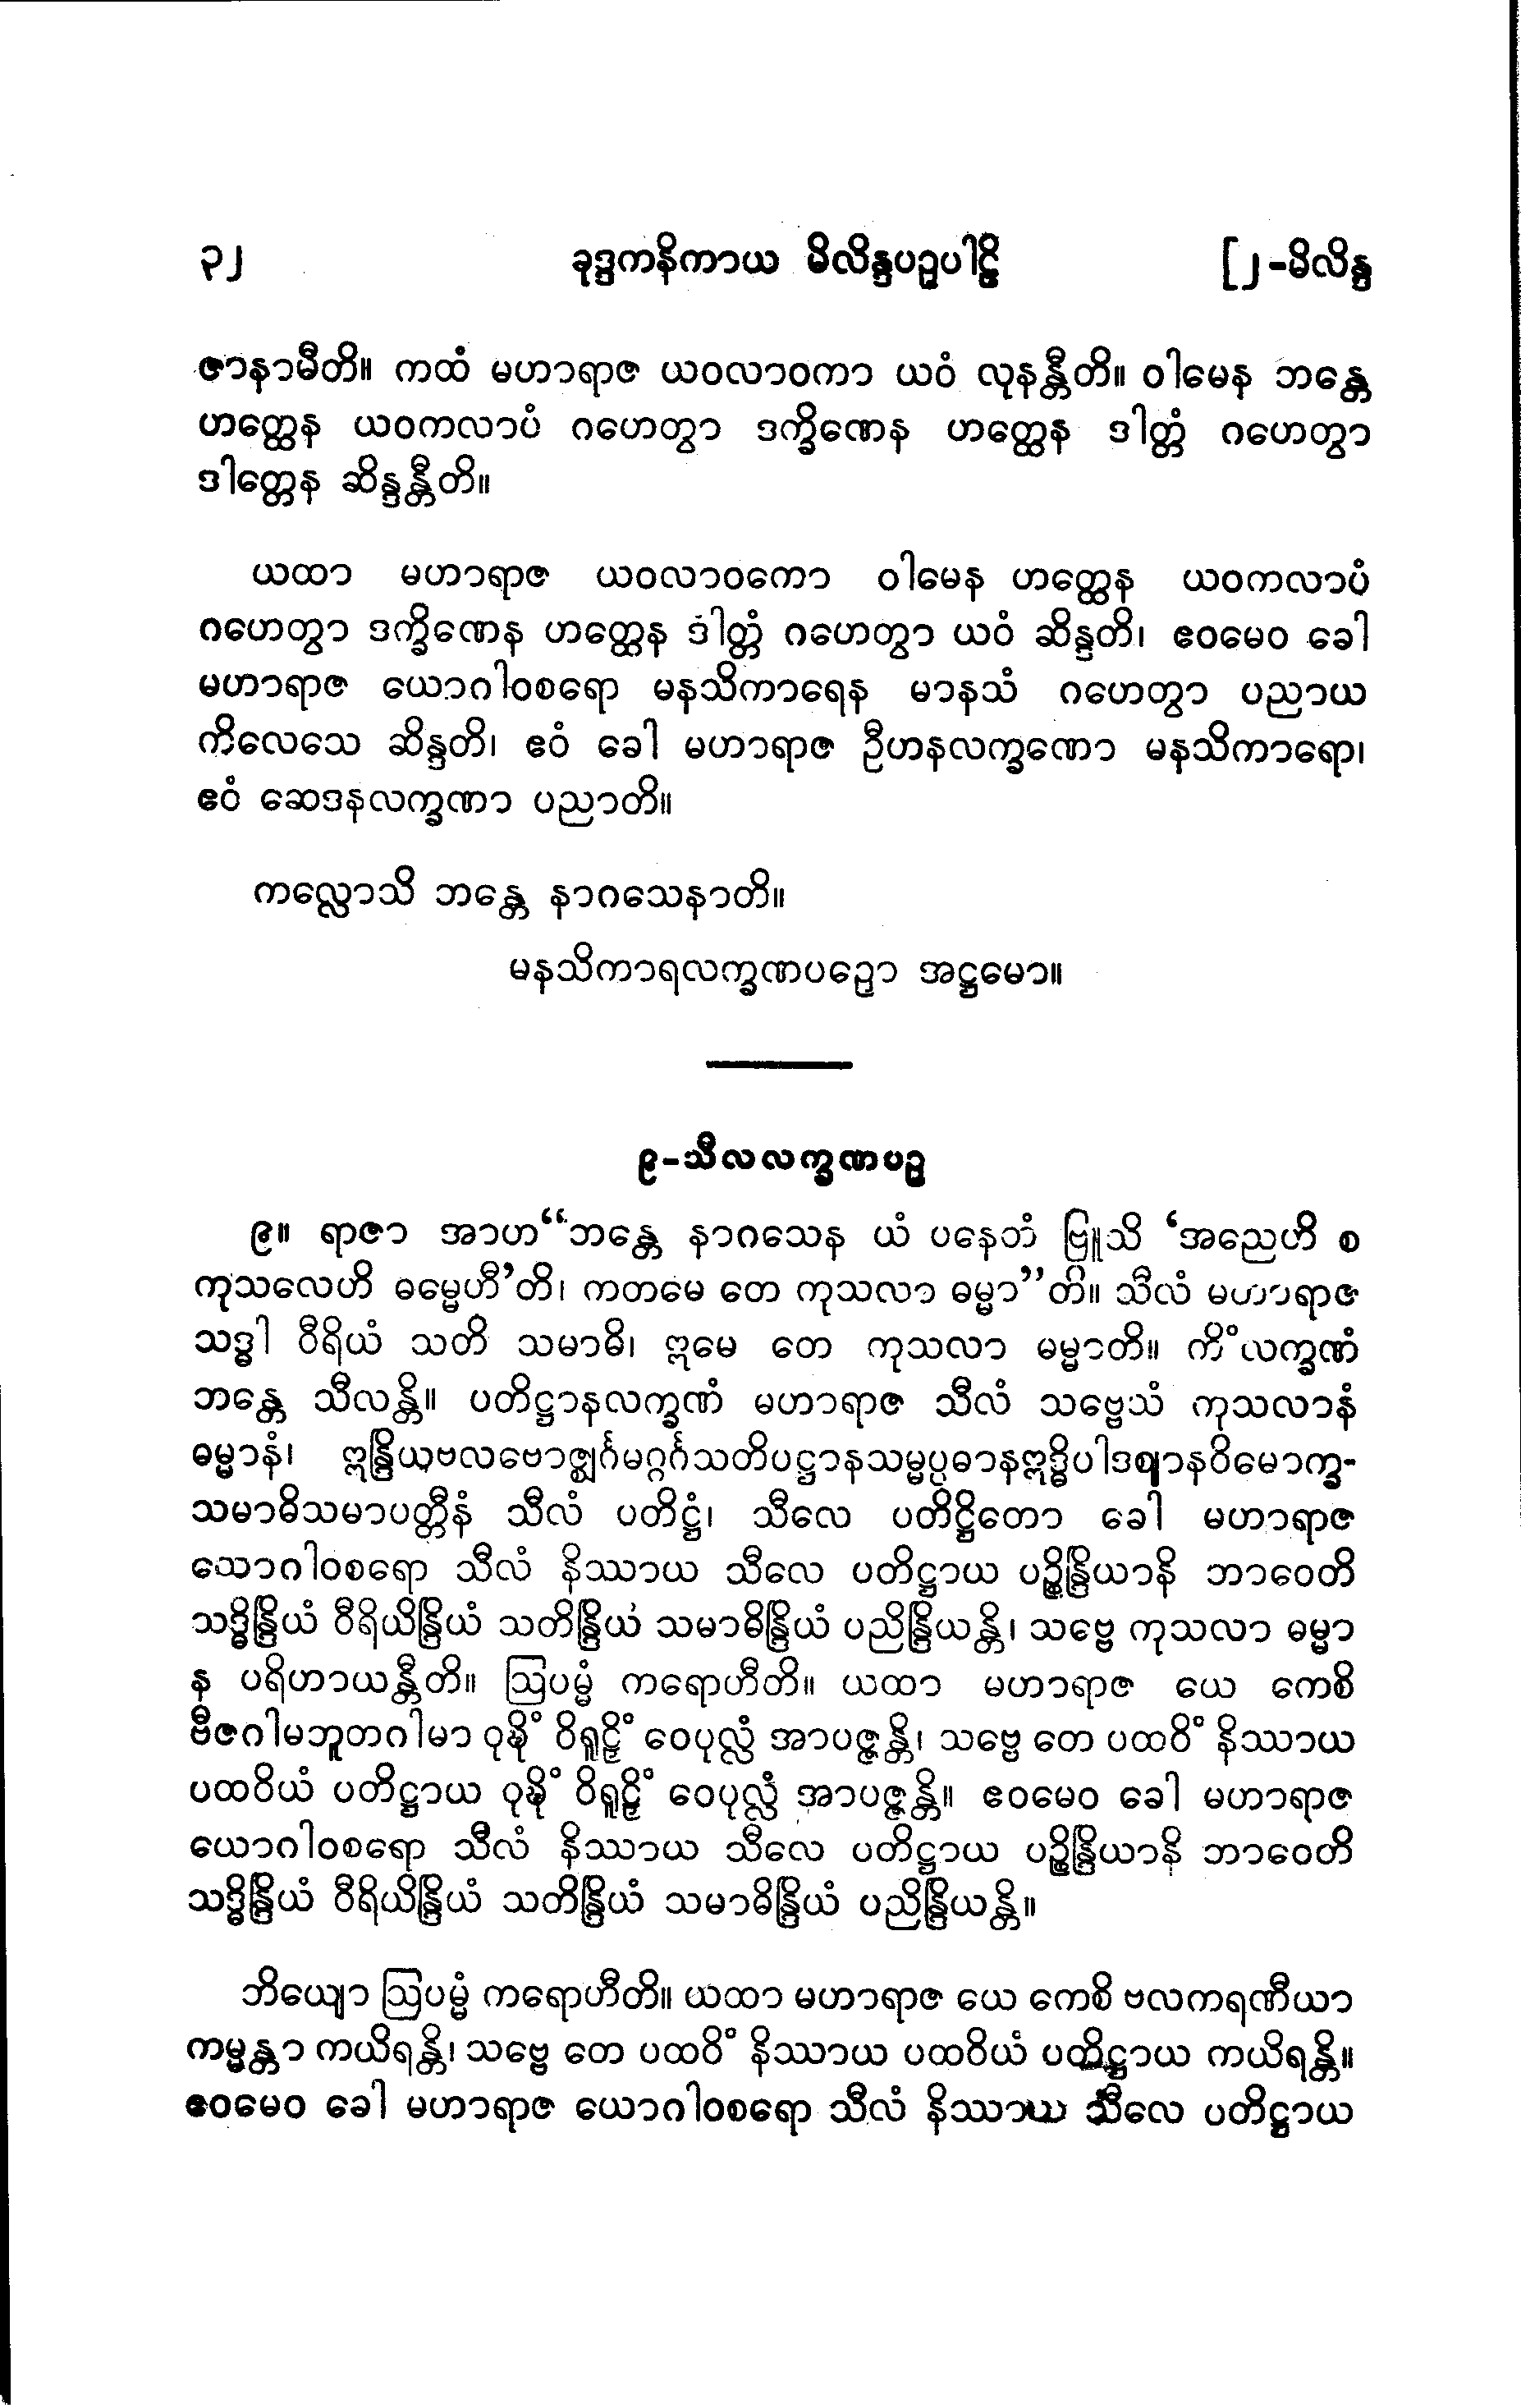 ၃၂ ခုဒ္ဒကနိကာယ မိလိန္ဒပဉှပါဠိ [၂-မိလိန္ဒ
ဇာနာမီတိ။ ကထံ မဟာရာဇ ယဝလာဝကာ ယဝံ လုနန္တီတိ။ ဝါမေန ဘန္တေ
ဟတ္ထေန ယဝကလာပံ ဂဟေတွာ ဒက္ခိဏေန ဟတ္ထေန ဒါတ္တံ ဂဟေတွာ
ဒါတ္တေန ဆိန္ဒန္တီတိ။
ယထာ မဟာရာဇ ယဝလာဝကော ဝါမေန ဟတ္ထေန ယဝကလာပံ
ဂဟေတွာ ဒက္ခိဏေန ဟတ္ထေန ဒါတ္တံ ဂဟေတွာ ယဝံ ဆိန္ဒတိ၊ ဧဝမေဝ ခေါ
မဟာရာဇ ယောဂါဝစရော မနသိကာရေန မာနသံ ဂဟေတွာ ပညာယ
ကိလေသေ ဆိန္ဒတိ၊ ဧဝံ ခေါ မဟာရာဇ ဦဟနလက္ခဏော မနသိကာရော၊
ဧဝံ ဆေဒနလက္ခဏာ ပညာတိ။
ကလ္လောသိ ဘန္တေ နာဂသေနာတိ။
မနသိကာရလက္ခဏပဉှော အဋ္ဌမော။
၉-သီလလက္ခဏပဉှ
၉။ ရာဇာ အာဟ“ဘန္တေ နာဂသေန ယံ ပနေတံ ဗြူသိ ‘အညေဟိ စ
ကုသလေဟိ ဓမ္မေဟီ’တိ၊ ကတမေ တေ ကုသလာ ဓမ္မာ”တိ။ သီလံ မဟာရာဇ
သဒ္ဓါ ဝီရိယံ သတိ သမာဓိ၊ ဣမေ တေ ကုသလာ ဓမ္မာတိ။ ကိံလက္ခဏံ
ဘန္တေ သီလန္တိ။ ပတိဋ္ဌာနလက္ခဏံ မဟာရာဇ သီလံ သဗ္ဗေသံ ကုသလာနံ
ဓမ္မာနံ၊ ဣန္ဒြိယဗလဗောဇ္ဈင်္ဂမဂ္ဂင်္ဂသတိပဋ္ဌာနသမ္မပ္ပဓာနဣဒ္ဓိပါဒဈာနဝိမောက္ခ-
သမာဓိသမာပတ္တီနံ သီလံ ပတိဋ္ဌံ၊ သီလေ ပတိဋ္ဌိတော ခေါ မဟာရာဇ
ယောဂါဝစရော သီလံ နိဿာယ သီလေ ပတိဋ္ဌာယ ပဉ္စိန္ဒြိယာနိ ဘာဝေတိ
သဒ္ဓိန္ဒြိယံ ဝီရိယိန္ဒြိယံ သတိန္ဒြိယံ သမာဓိန္ဒြိယံ ပညိန္ဒြိယန္တိ၊ သဗ္ဗေ ကုသလာ ဓမ္မာ
န ပရိဟာယန္တီတိ။ ဩပမ္မံ ကရောဟီတိ။ ယထာ မဟာရာဇ ယေ ကေစိ
ဗီဇဂါမဘူတဂါမာ ဝုဍ္ဎိံ ဝိရူဠှိံ ဝေပုလ္လံ အာပဇ္ဇန္တိ၊ သဗ္ဗေ တေ ပထဝိံ နိဿာယ
ပထဝိယံ ပတိဋ္ဌာယ ဝုဍ္ဎိံ ဝိရူဠှိံ ဝေပုလ္လံ အာပဇ္ဇန္တိ။ ဧဝမေဝ ခေါ မဟာရာဇ
ယောဂါဝစရော သီလံ နိဿာယ သီလေ ပတိဋ္ဌာယ ပဉ္စိန္ဒြိယာနိ ဘာဝေတိ
သဒ္ဓိန္ဒြိယံ ဝီရိယိန္ဒြိယံ သတိန္ဒြိယံ သမာဓိန္ဒြိယံ ပညိန္ဒြိယန္တိ။
ဘိယျော ဩပမ္မံ ကရောဟီတိ။ ယထာ မဟာရာဇ ယေ ကေစိ ဗလကရဏီယာ
ကမ္မန္တာ ကယိရန္တိ၊ သဗ္ဗေ တေ ပထဝိံ နိဿာယ ပထဝိယံ ပတိဋ္ဌာယ ကယိရန္တိ။
ဧဝမေဝ ခေါ မဟာရာဇ ယောဂါဝစရော သီလံ နိဿာယ သီလေ ပတိဋ္ဌာယ